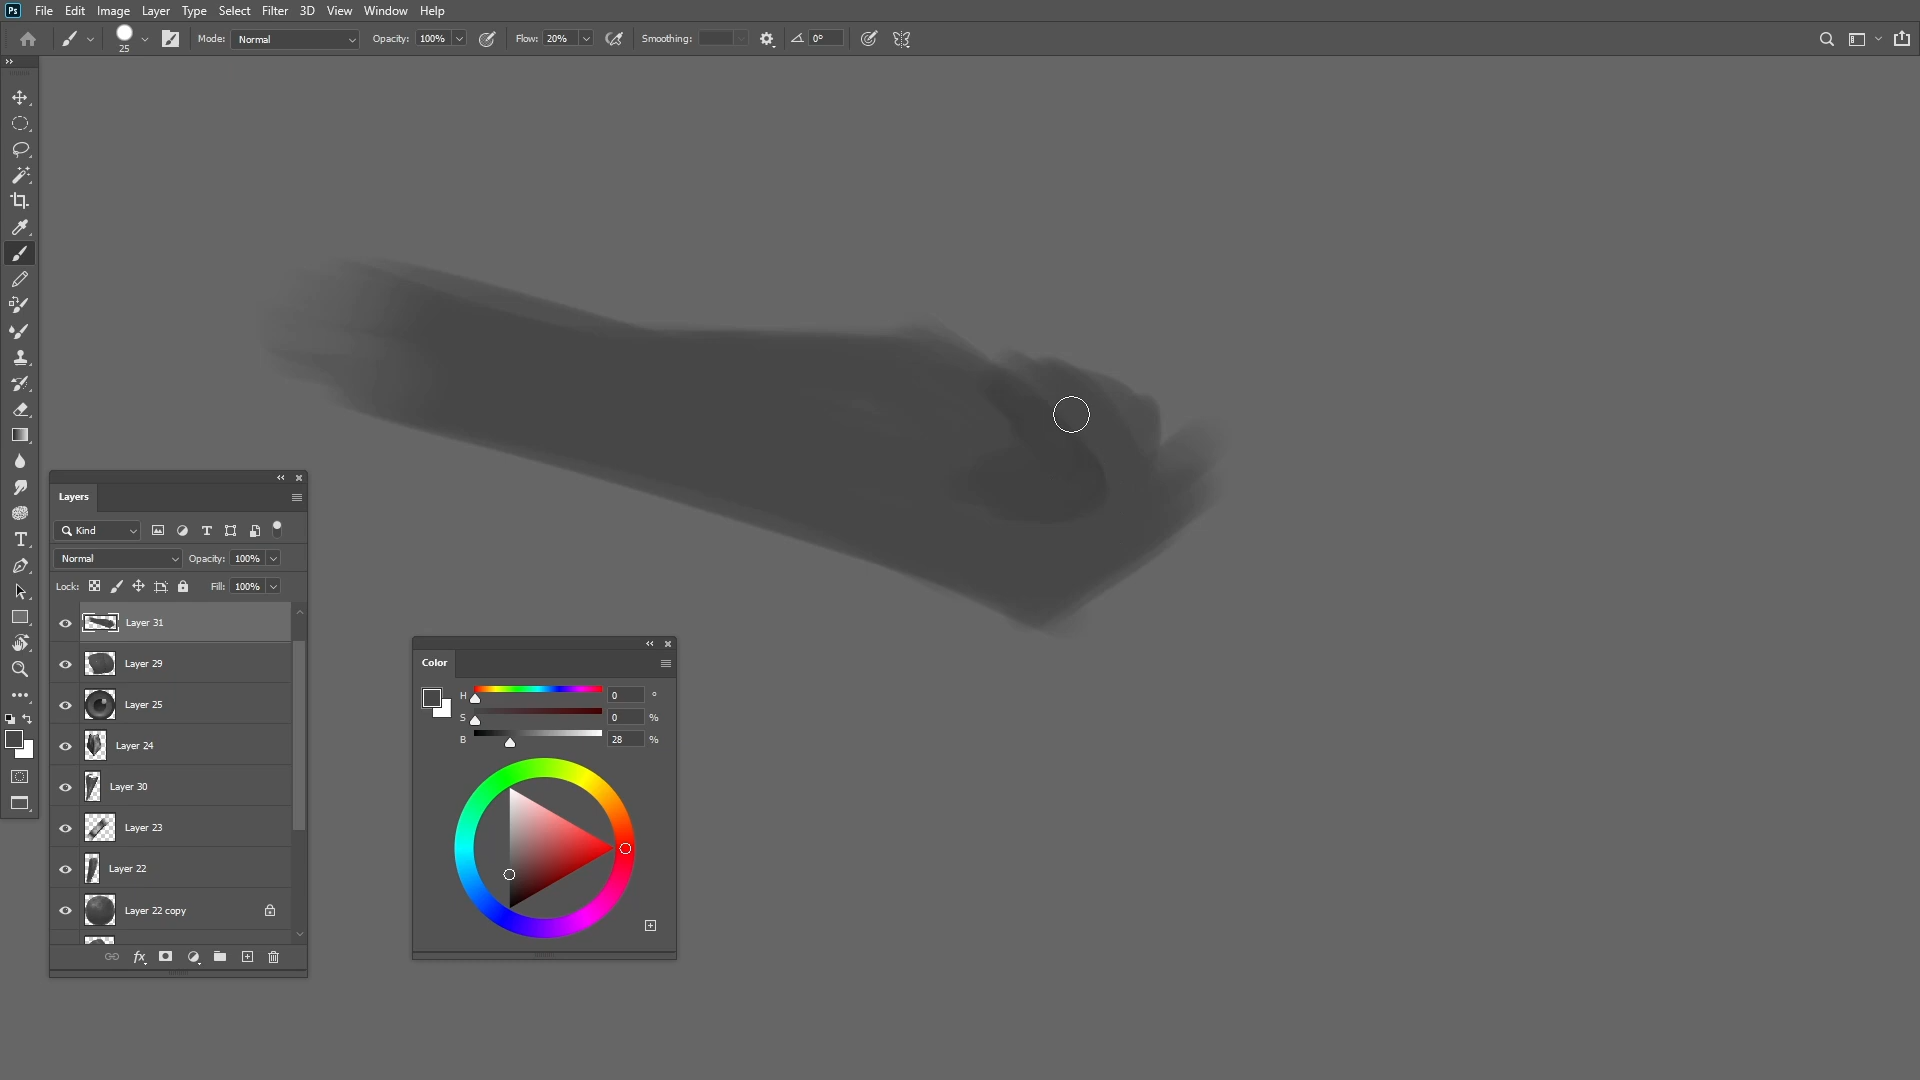 Ps File Edit Image Layer Type Select Filter 3D View Window Help
25 Mode: Normal Opacity: 100% Flow: 20% Smoothing: 0°
Layers
Kind
Normal Opacity: 100%
Lock: Fill: 100%
Layer 31
Layer 29
Layer 25
Layer 24
Layer 30
Layer 23
Layer 22
Layer 22 copy
fx
Color
H 0 °
S 0 %
B 28 %